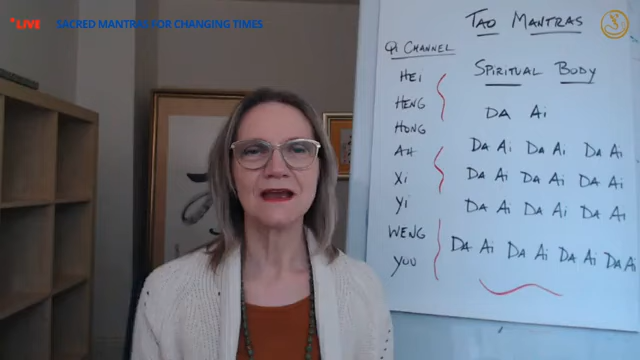 LIVE SACRED MANTRAS FOR CHANGING TIMES
TAO MANTRAS
QI CHANNEL
HEI
HENG
HONG
AH
XI
YI
WENG
YOU
SPIRITUAL BODY
DA Ai
DA Ai DA Ai DA Ai
DA Ai DA Ai DA Ai
DA Ai DA Ai DA Ai
DA Ai DA Ai DA Ai DA Ai